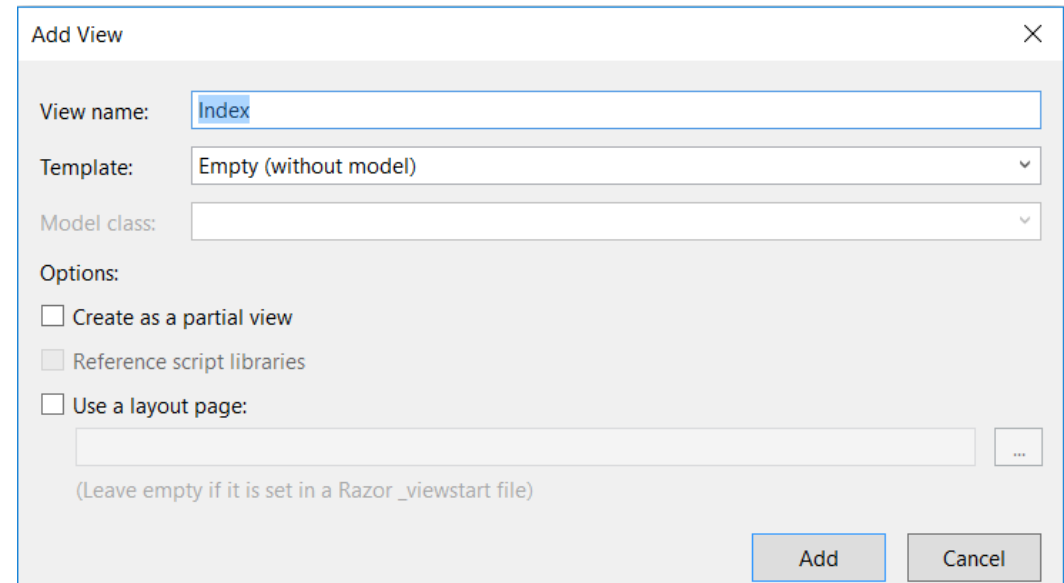 Add View
View name: Index
Template: Empty (without model)
Model class:
Options:
Create as a partial view
Reference script libraries
Use a layout page:
...
(Leave empty if it is set in a Razor _viewstart file)
Add Cancel